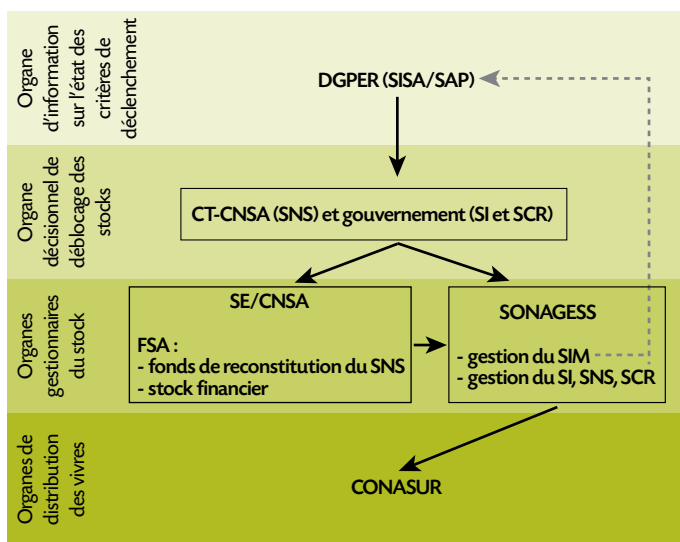 Organe
d'information
sur l'état des
critères de
déclenchement
DGPER (SISA/SAP)
Organe
décisionnel de
déblocage des
stocks
CT-CNSA (SNS) et gouvernement (SI et SCR)
Organes
gestionnaires
du stock
SE/CNSA
FSA :
- fonds de reconstitution du SNS
- stock financier
SONAGESS
- gestion du SIM
- gestion du SI, SNS, SCR
Organes de
distribution
des vivres
CONASUR